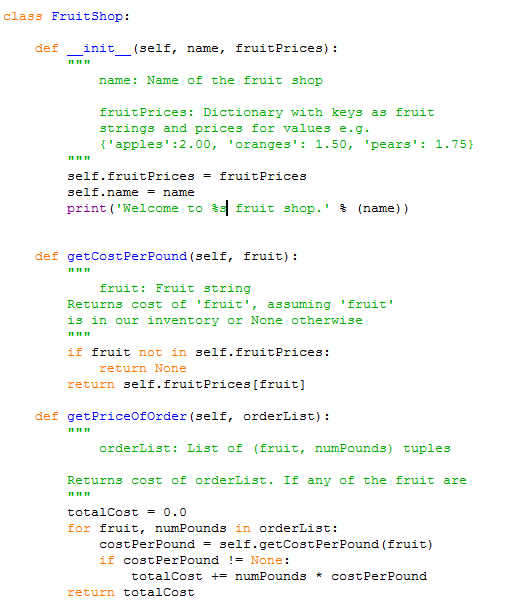 class FruitShop:
    def __init__(self, name, fruitPrices):
        """
            name: Name of the fruit shop
            fruitPrices: Dictionary with keys as fruit
            strings and prices for values e.g.
            {'apples':2.00, 'oranges': 1.50, 'pears': 1.75}
        """
        self.fruitPrices = fruitPrices
        self.name = name
        print('Welcome to %s fruit shop.' % (name))
    def getCostPerPound(self, fruit):
        """
            fruit: Fruit string
        Returns cost of 'fruit', assuming 'fruit'
        is in our inventory or None otherwise
        """
        if fruit not in self.fruitPrices:
            return None
        return self.fruitPrices[fruit]
    def getPriceOfOrder(self, orderList):
        """
            orderList: List of (fruit, numPounds) tuples
        Returns cost of orderList. If any of the fruit are
        """
        totalCost = 0.0
        for fruit, numPounds in orderList:
            costPerPound = self.getCostPerPound(fruit)
            if costPerPound != None:
                totalCost += numPounds * costPerPound
        return totalCost